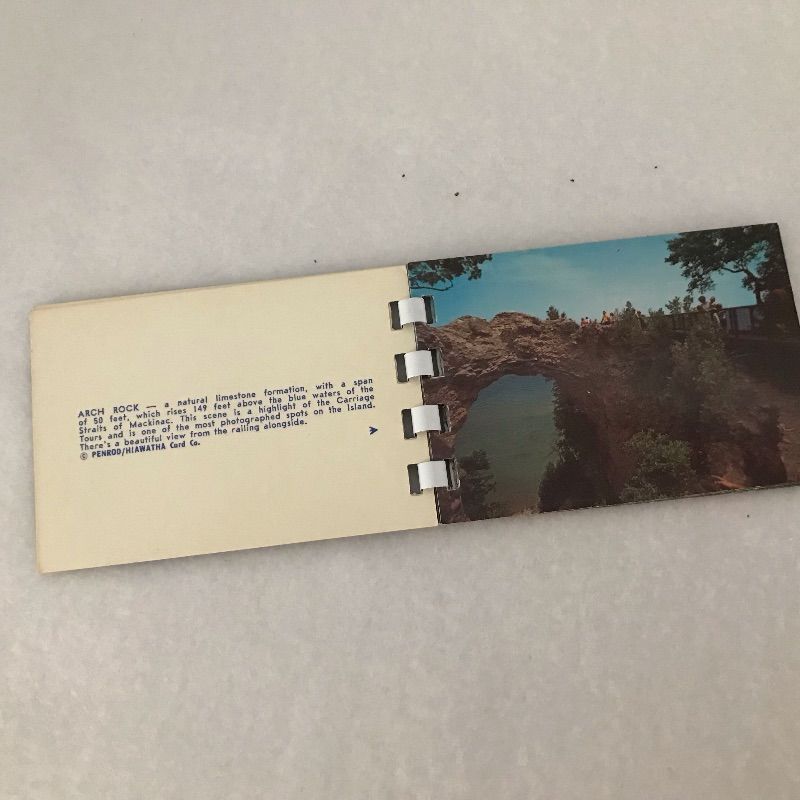 ARCH ROCK — a natural limestone formation, with a span
of 50 feet, which rises 149 feet above the blue waters of the
Straits of Mackinac. This scene is a highlight of the Carriage
Tours and is one of the most photographed spots on the Island.
There's a beautiful view from the railing alongside.
© PENROD/HIAWATHA Card Co.